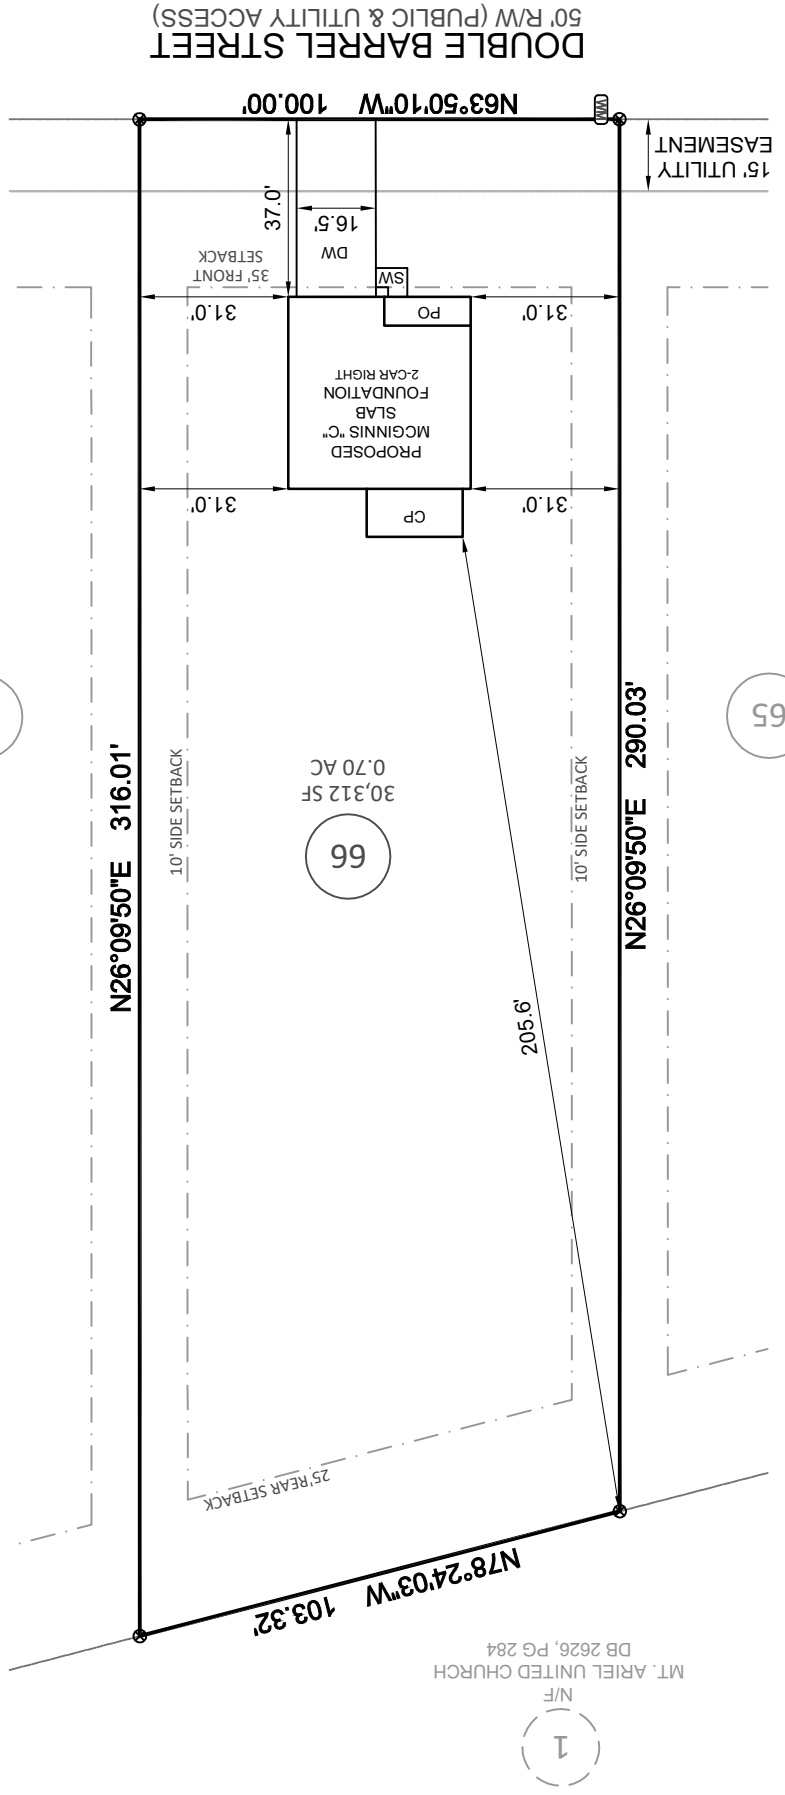 1
N/F
MT. ARIEL UNITED CHURCH
DB 2626, PG 284
N78°24'03"W 103.32'
25' REAR SETBACK
205.6'
N26°09'50"E 290.03'
N26°09'50"E 316.01'
10' SIDE SETBACK
10' SIDE SETBACK
66
30,312 SF
0.70 AC
65
CP
31.0'
31.0'
PROPOSED
MCGINNIS "C"
SLAB
FOUNDATION
2-CAR RIGHT
PO
31.0'
31.0'
SW
35' FRONT
SETBACK
DW
16.5'
37.0'
15' UTILITY
EASEMENT
WM
N63°50'10"W 100.00'
DOUBLE BARREL STREET
50' R/W (PUBLIC & UTILITY ACCESS)